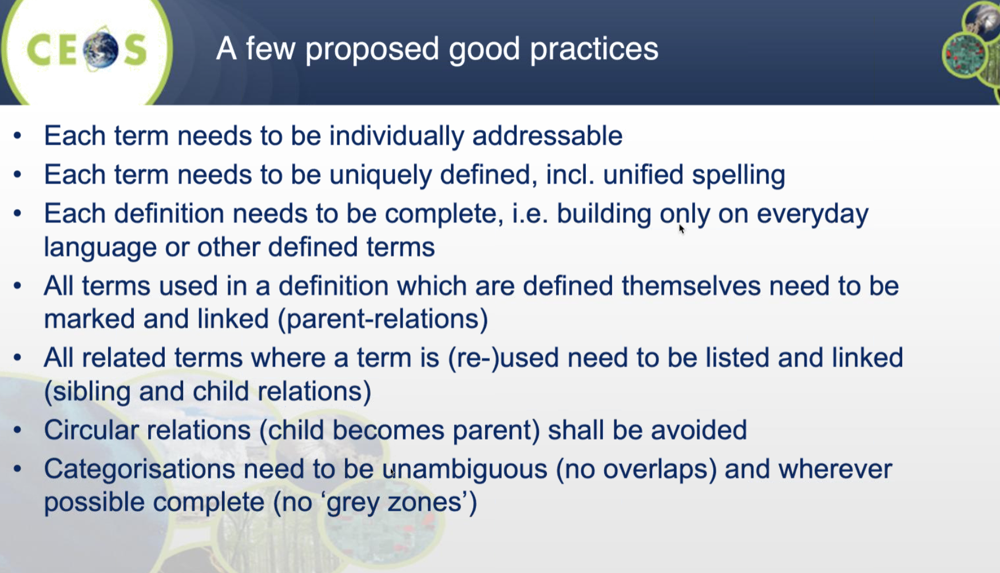 CEOS
A few proposed good practices
• Each term needs to be individually addressable
• Each term needs to be uniquely defined, incl. unified spelling
• Each definition needs to be complete, i.e. building only on everyday
language or other defined terms
• All terms used in a definition which are defined themselves need to be
marked and linked (parent-relations)
• All related terms where a term is (re-)used need to be listed and linked
(sibling and child relations)
• Circular relations (child becomes parent) shall be avoided
• Categorisations need to be unambiguous (no overlaps) and wherever
possible complete (no ‘grey zones’)